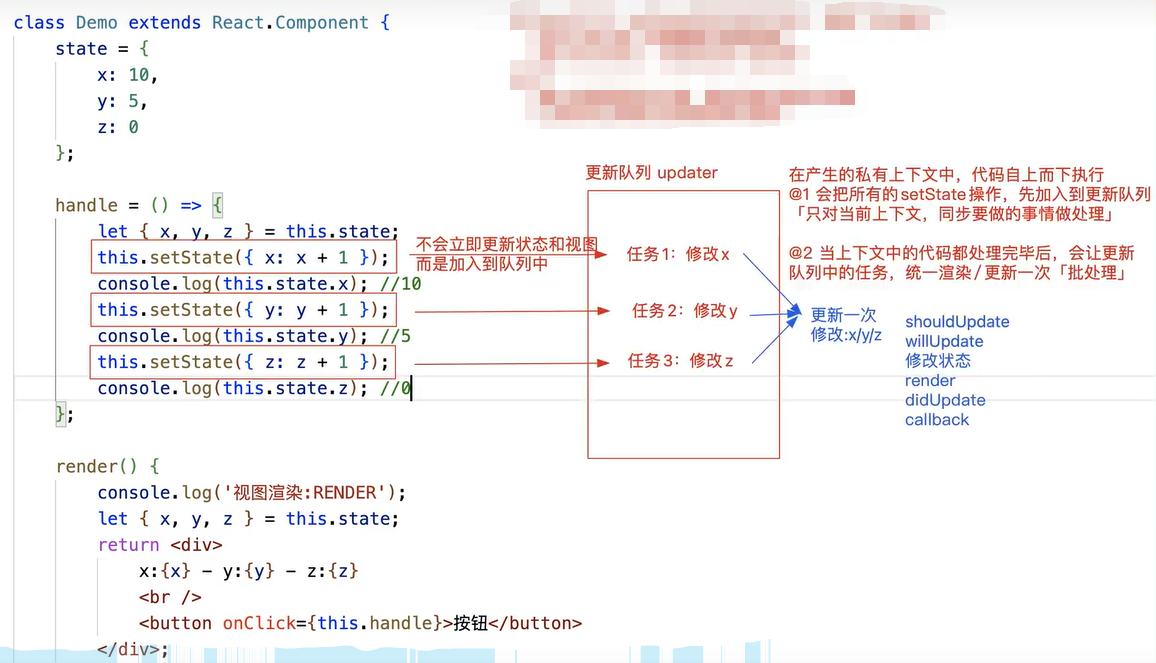 class Demo extends React.Component {
state = {
x: 10,
y: 5,
z: 0
};
handle = () => {
let { x, y, z } = this.state;
this.setState({ x: x + 1 });
console.log(this.state.x); //10
this.setState({ y: y + 1 });
console.log(this.state.y); //5
this.setState({ z: z + 1 });
console.log(this.state.z); //0
};
render() {
console.log('视图渲染:RENDER');
let { x, y, z } = this.state;
return <div>
x:{x} – y:{y} – z:{z}
<br />
<button onClick={this.handle}>按钮</button>
</div>;
不会立即更新状态和视图
而是加入到队列中
更新队列 updater
任务1：修改x
任务2：修改y
任务3：修改z
在产生的私有上下文中，代码自上而下执行
@1 会把所有的setState操作，先加入到更新队列
「只对当前上下文，同步要做的事情做处理」
@2 当上下文中的代码都处理完毕后，会让更新
队列中的任务，统一渲染/更新一次「批处理」
更新一次
修改:x/y/z
shouldUpdate
willUpdate
修改状态
render
didUpdate
callback